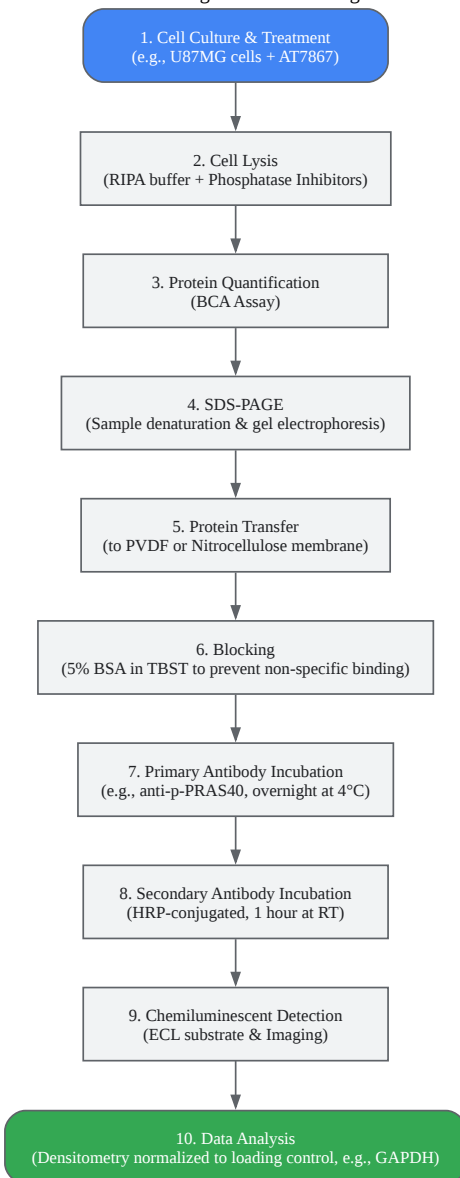 1. Cell Culture & Treatment
(e.g., U87MG cells + AT7867)
2. Cell Lysis
(RIPA buffer + Phosphatase Inhibitors)
3. Protein Quantification
(BCA Assay)
4. SDS-PAGE
(Sample denaturation & gel electrophoresis)
5. Protein Transfer
(to PVDF or Nitrocellulose membrane)
6. Blocking
(5% BSA in TBST to prevent non-specific binding)
7. Primary Antibody Incubation
(e.g., anti-p-PRAS40, overnight at 4°C)
8. Secondary Antibody Incubation
(HRP-conjugated, 1 hour at RT)
9. Chemiluminescent Detection
(ECL substrate & Imaging)
10. Data Analysis
(Densitometry normalized to loading control, e.g., GAPDH)